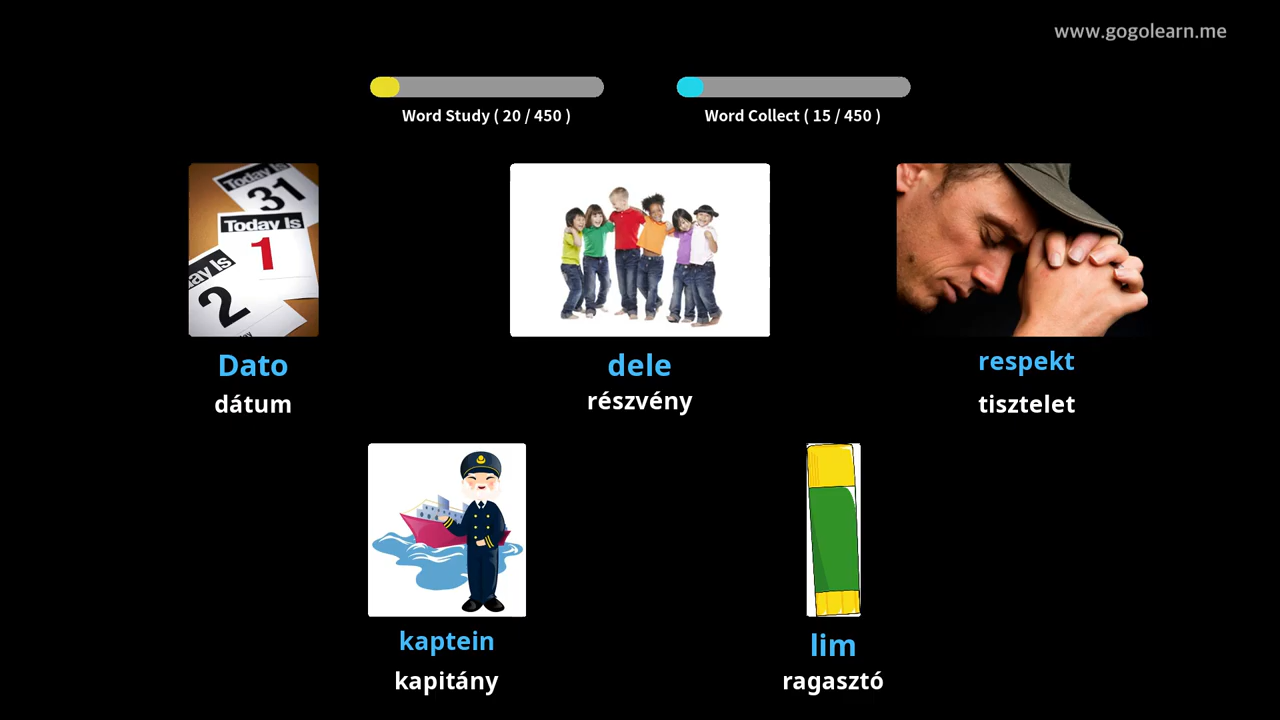 www.gogolearn.me
Word Study ( 20 / 450 )
Word Collect ( 15 / 450 )
Today Is
31
Today Is
1
ay Is
2
Dato
dátum
dele
részvény
respekt
tisztelet
kaptein
kapitány
lim
ragasztó